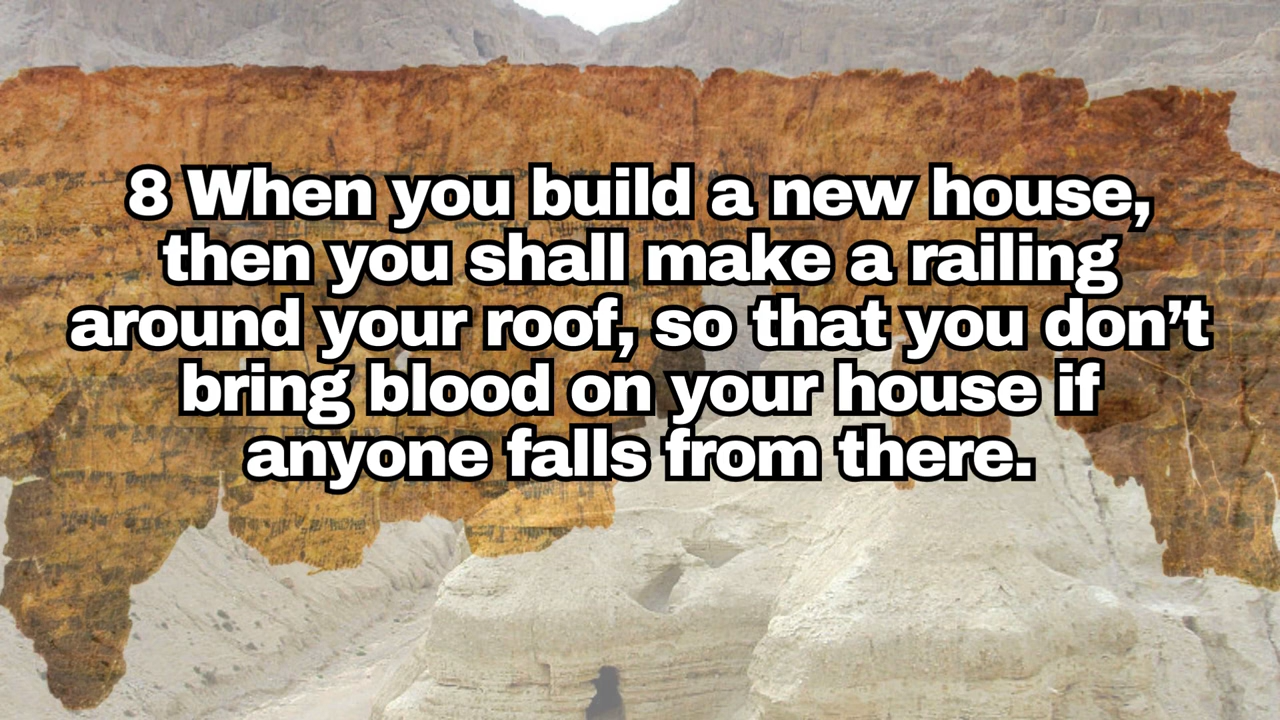 8 When you build a new house,
then you shall make a railing
around your roof, so that you don’t
bring blood on your house if
anyone falls from there.